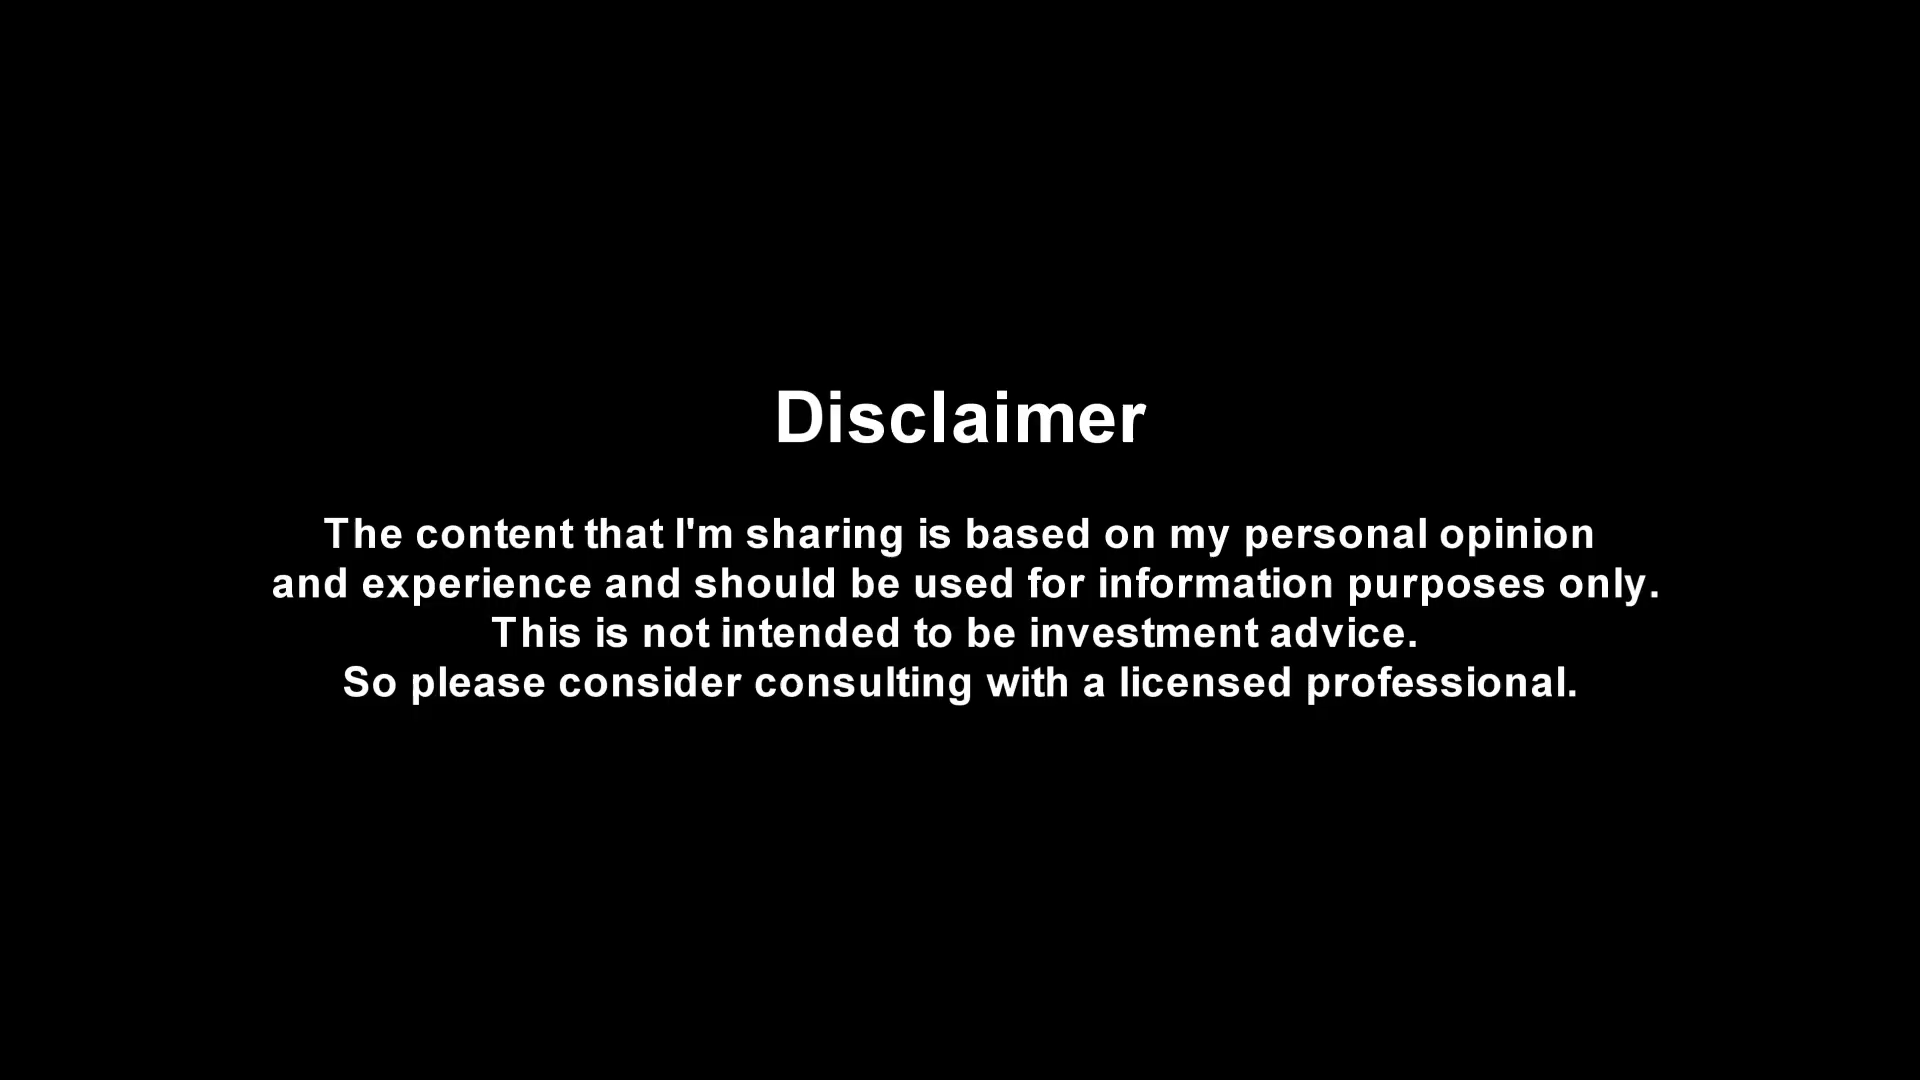 Disclaimer
The content that I'm sharing is based on my personal opinion
and experience and should be used for information purposes only.
This is not intended to be investment advice.
So please consider consulting with a licensed professional.